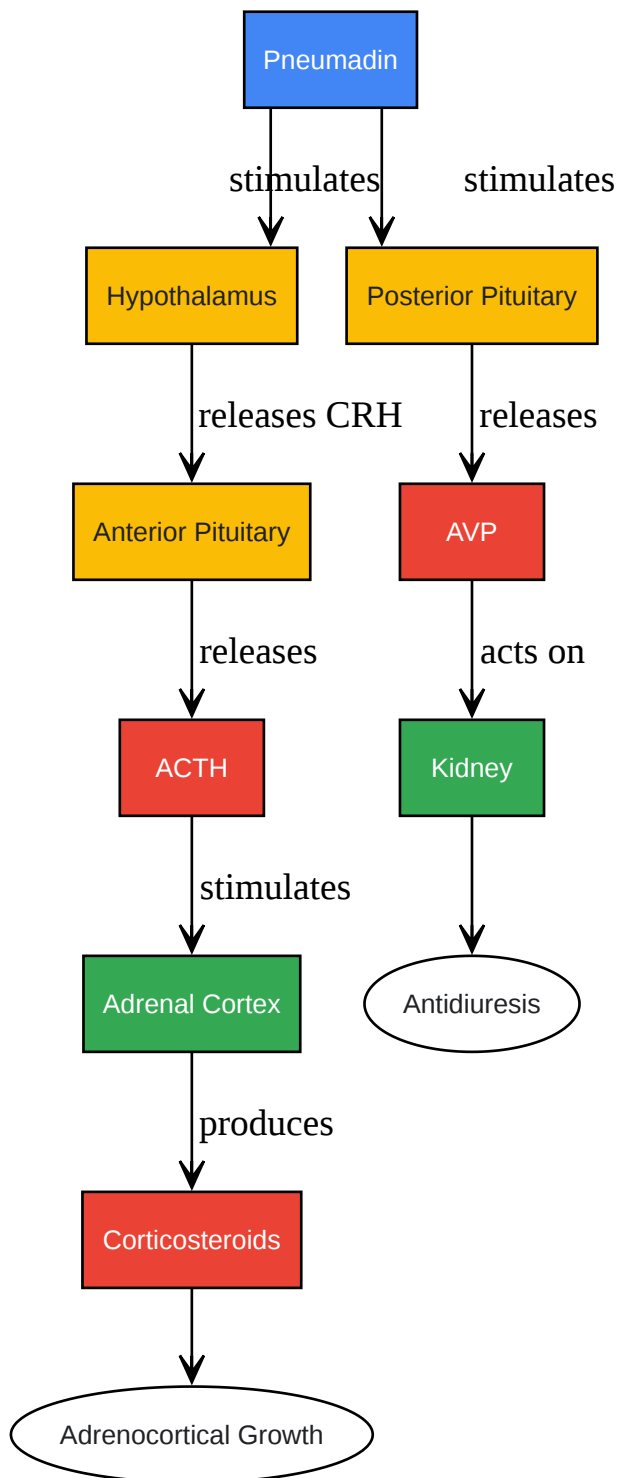 Pneumadin
stimulates
stimulates
Hypothalamus
Posterior Pituitary
releases CRH
releases
Anterior Pituitary
AVP
releases
acts on
ACTH
Kidney
stimulates
Adrenal Cortex
Antidiuresis
produces
Corticosteroids
Adrenocortical Growth